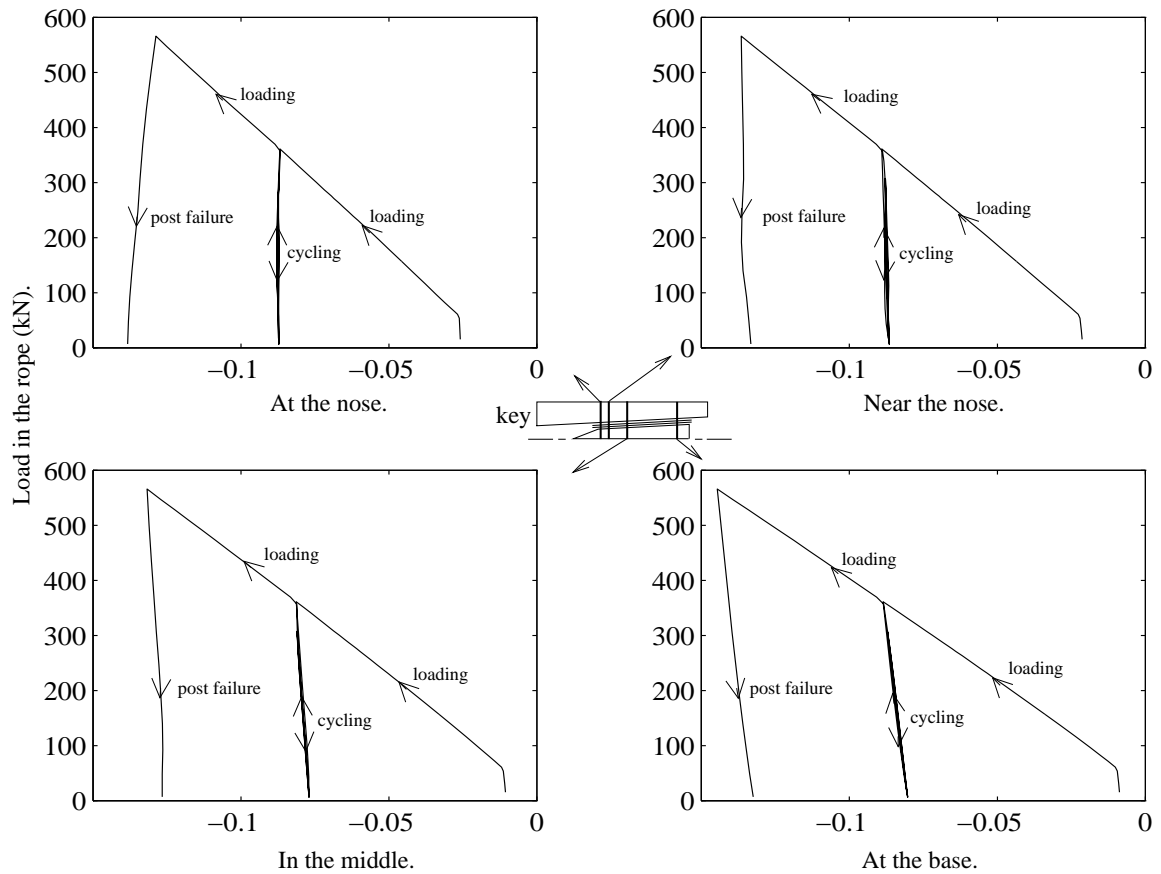 Load in the rope (kN).
600
500
400
300
200
100
0
loading
loading
post failure
cycling
−0.1 −0.05 0
At the nose.
600
500
400
300
200
100
0
loading
loading
post failure
cycling
−0.1 −0.05 0
Near the nose.
key
600
500
400
300
200
100
0
loading
loading
post failure
cycling
−0.1 −0.05 0
In the middle.
600
500
400
300
200
100
0
loading
loading
post failure
cycling
−0.1 −0.05 0
At the base.